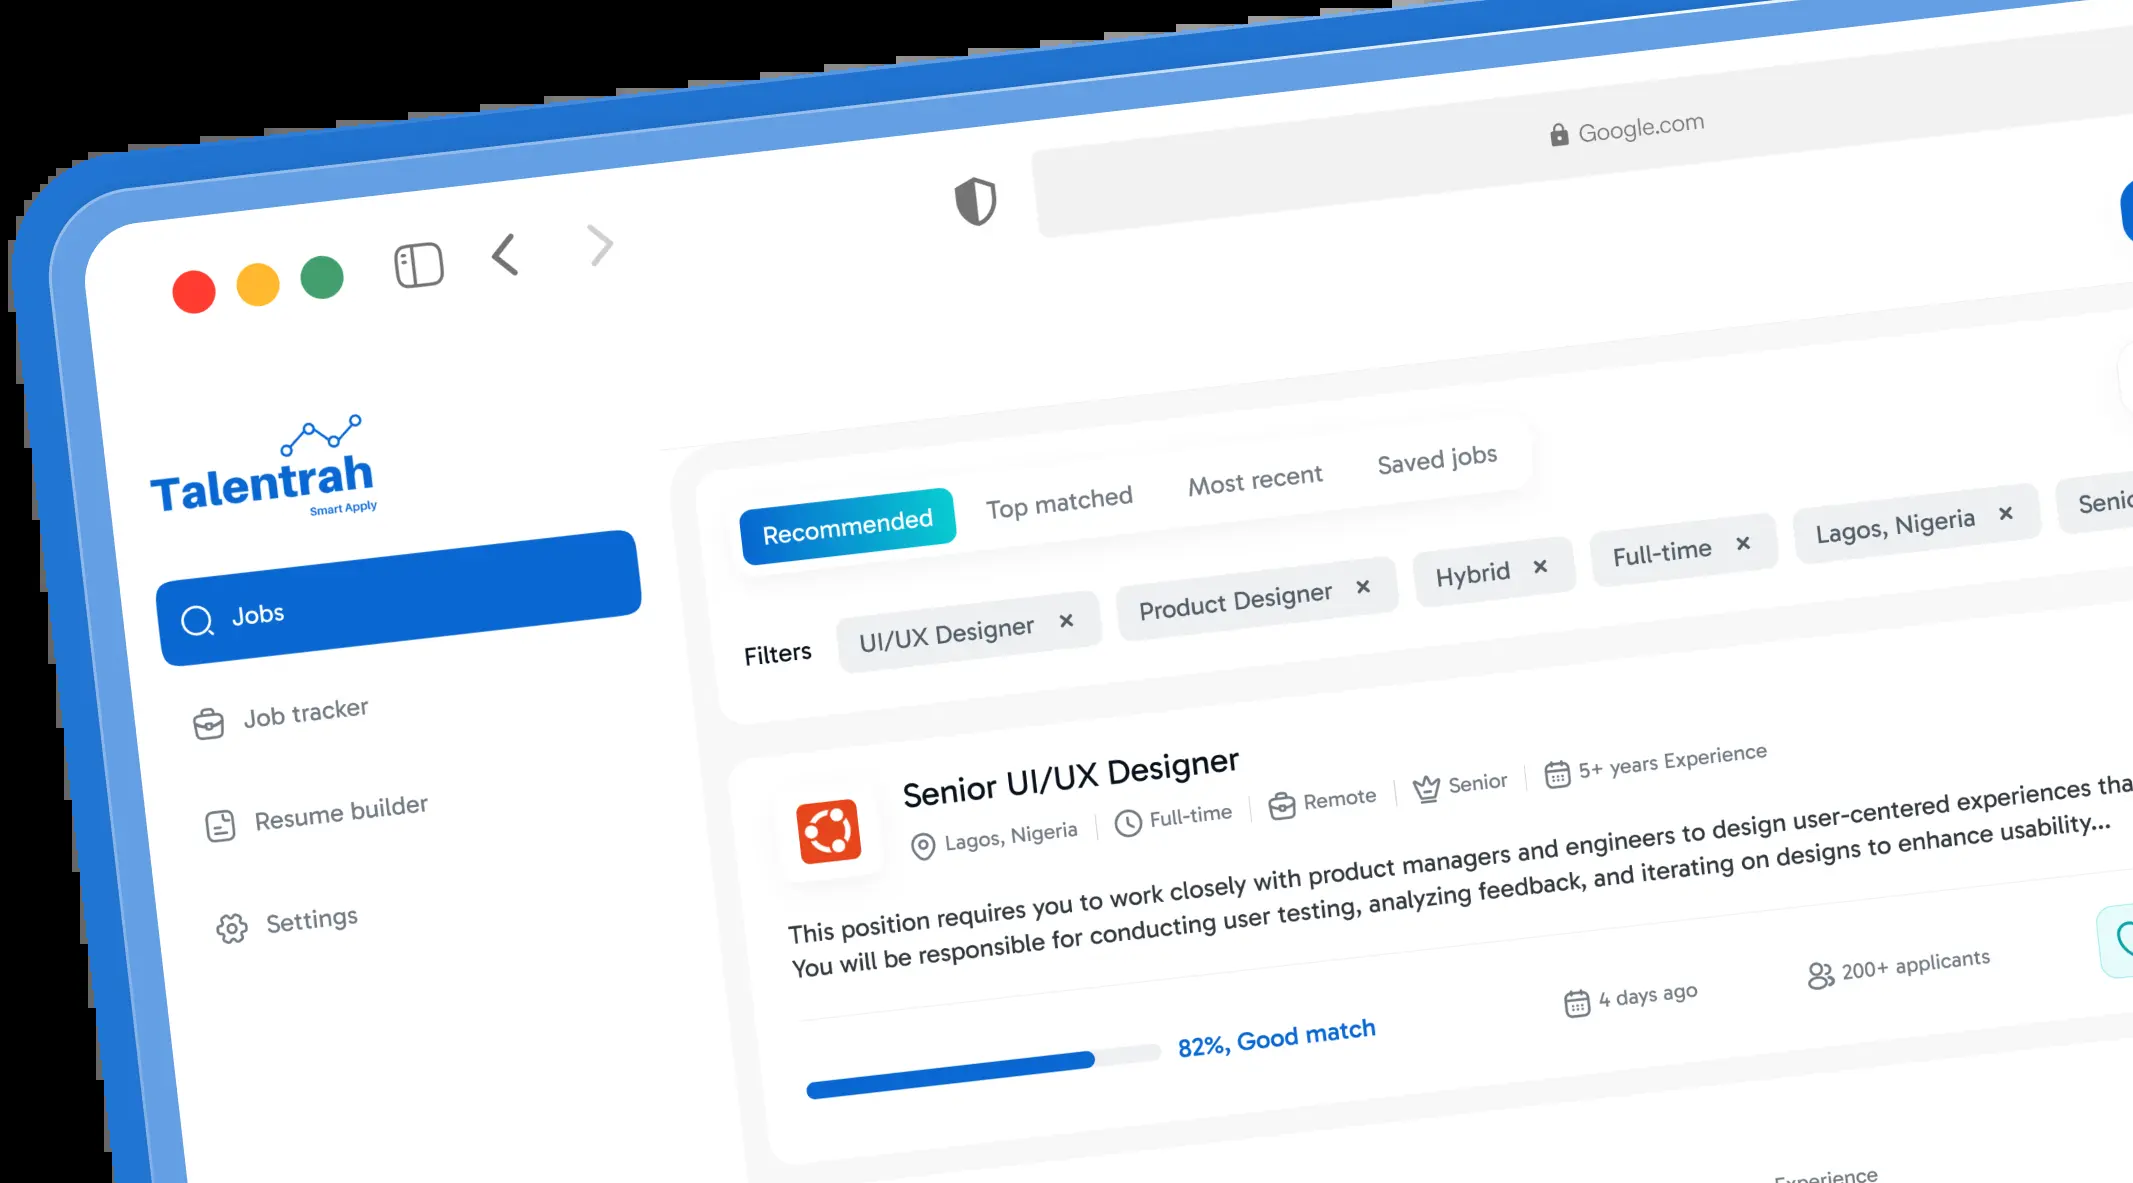 Google.com
Talentrah
Smart Apply
Jobs
Job tracker
Resume builder
Settings
Recommended Top matched Most recent Saved jobs
Filters UI/UX Designer × Product Designer × Hybrid × Full-time × Lagos, Nigeria ×
Senior UI/UX Designer
Lagos, Nigeria Full-time Remote Senior 5+ years Experience
This position requires you to work closely with product managers and engineers to design user-centered experiences
You will be responsible for conducting user testing, analyzing feedback, and iterating on designs to enhance usability...
82%, Good match 4 days ago 200+ applicants
Experience